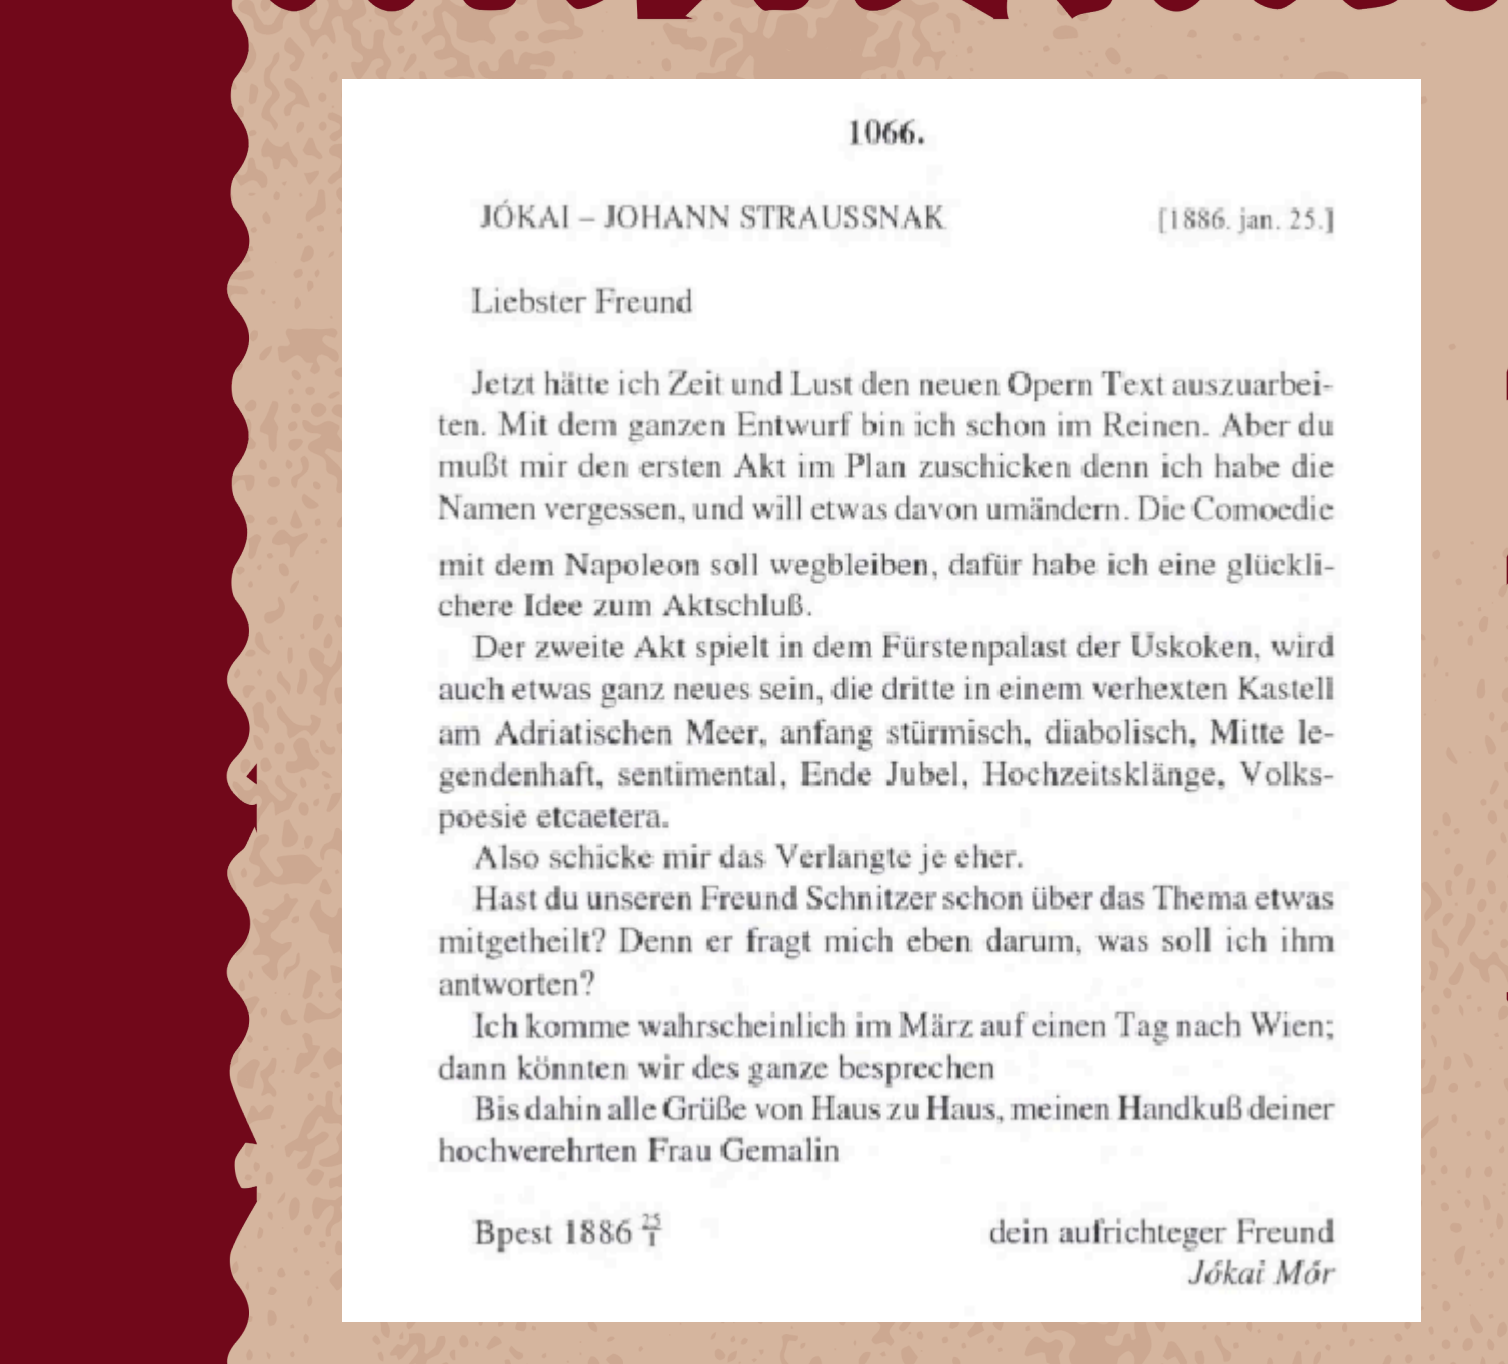 1066.
JÓKAI – JOHANN STRAUSSNAK [1886. jan. 25.]
Liebster Freund
Jetzt hätte ich Zeit und Lust den neuen Opern Text auszuarbei-
ten. Mit dem ganzen Entwurf bin ich schon im Reinen. Aber du
mußt mir den ersten Akt im Plan zuschicken denn ich habe die
Namen vergessen, und will etwas davon umändern. Die Comoedie
mit dem Napoleon soll wegbleiben, dafür habe ich eine glückli-
chere Idee zum Aktschluß.
Der zweite Akt spielt in dem Fürstenpalast der Uskoken, wird
auch etwas ganz neues sein, die dritte in einem verhexten Kastell
am Adriatischen Meer, anfang stürmisch, diabolisch, Mitte le-
gendenhaft, sentimental, Ende Jubel, Hochzeitsklänge, Volks-
poesie etcaetera.
Also schicke mir das Verlangte je eher.
Hast du unseren Freund Schnitzer schon über das Thema etwas
mitgetheilt? Denn er fragt mich eben darum, was soll ich ihm
antworten?
Ich komme wahrscheinlich im März auf einen Tag nach Wien;
dann könnten wir des ganze besprechen
Bis dahin alle Grüße von Haus zu Haus, meinen Handkuß deiner
hochverehrten Frau Gemalin
Bpest 1886 25/1 dein aufrichteger Freund
Jókai Mór